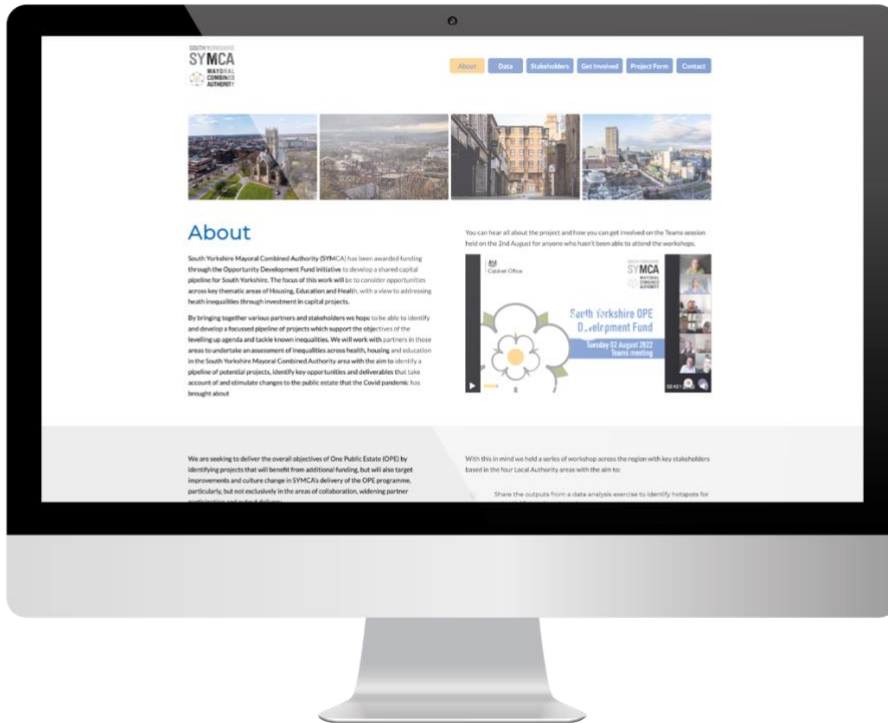 SOUTH YORKSHIRE
SYMCA
MAYORAL
COMBINED
AUTHORITY
About
Data
Stakeholders
Get Involved
Project Form
Contact
About
South Yorkshire Mayoral Combined Authority (SYMCA) has been awarded funding
through the Opportunity Development Fund initiative to develop a shared capital
pipeline for South Yorkshire. The focus of this work will be to consider opportunities
across key thematic areas of Housing, Education and Health, with a view to addressing
heath inequalities through investment in capital projects.
By bringing together various partners and stakeholders we hope to be able to identify
and develop a focussed pipeline of projects which support the objectives of the
levelling up agenda and tackle known inequalities. We will work with partners in those
areas to undertake an assessment of inequalities across health, housing and education
in the South Yorkshire Mayoral Combined Authority area with the aim to identify a
pipeline of potential projects, identify key opportunities and deliverables that take
account of and stimulate changes to the public estate that the Covid pandemic has
brought about
You can hear all about the project and how you can get involved on the Teams session
held on the 2nd August for anyone who hasn't been able to attend the workshops.
Cabinet Office
SYMCA
MAYORAL
COMBINED
AUTHORITY
South Yorkshire OPE
Development Fund
Tuesday 02 August 2022
Teams meeting
We are seeking to deliver the overall objectives of One Public Estate (OPE) by
identifying projects that will benefit from additional funding, but will also target
improvements and culture change in SYMCA's delivery of the OPE programme,
particularly, but not exclusively in the areas of collaboration, widening partner
With this in mind we held a series of workshop across the region with key stakeholders
based in the four Local Authority areas with the aim to:
Share the outputs from a data analysis exercise to identify hotspots for